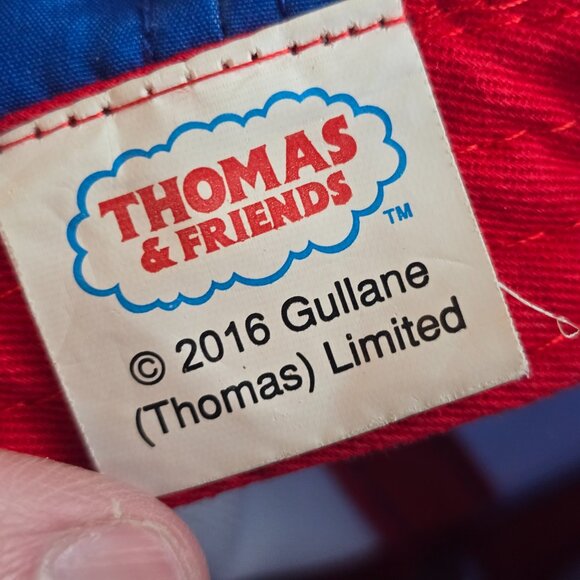 THOMAS
& FRIENDS
™
© 2016 Gullane
(Thomas) Limited